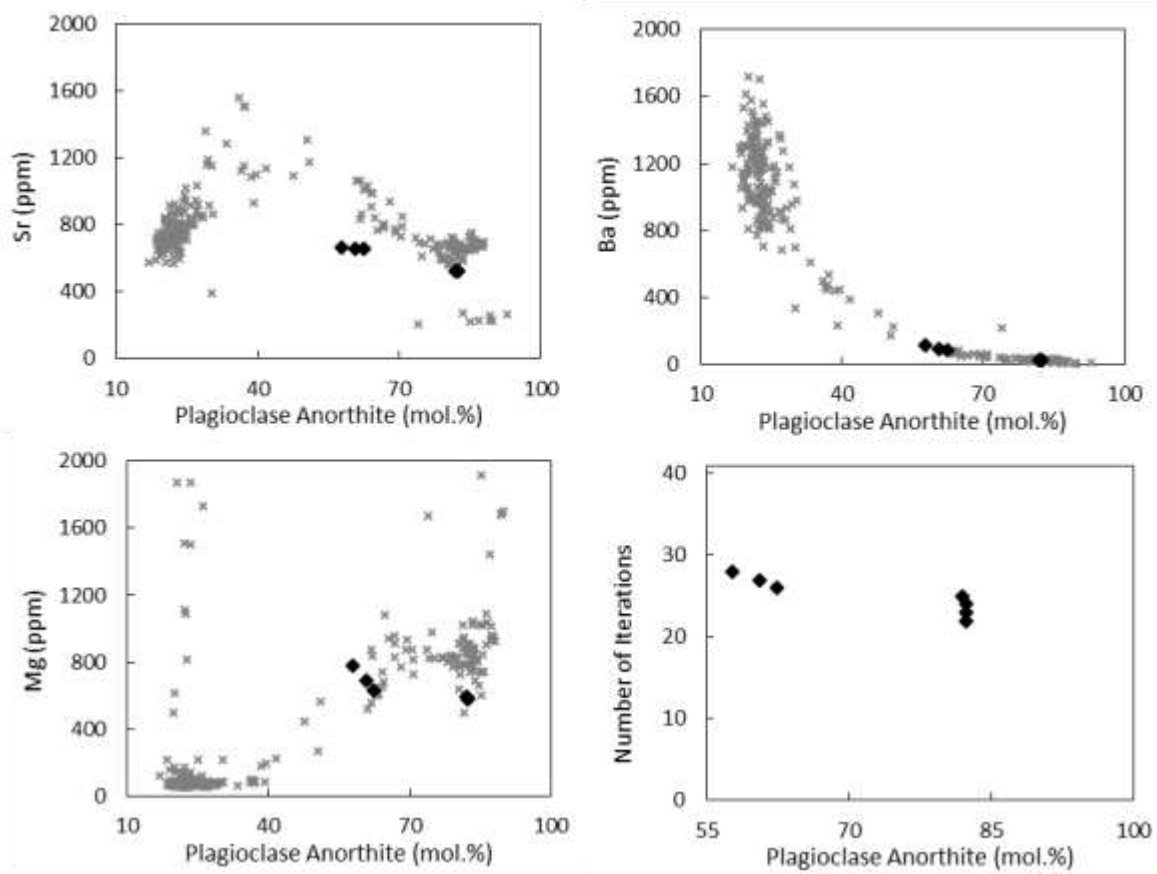 2000
1600
1200
800
400
0
Sr (ppm)
10 40 70 100
Plagioclase Anorthite (mol.%)
2000
1600
1200
800
400
0
Ba (ppm)
10 40 70 100
Plagioclase Anorthite (mol.%)
2000
1600
1200
800
400
0
Mg (ppm)
10 40 70 100
Plagioclase Anorthite (mol.%)
40
30
20
10
0
Number of Iterations
55 70 85 100
Plagioclase Anorthite (mol.%)